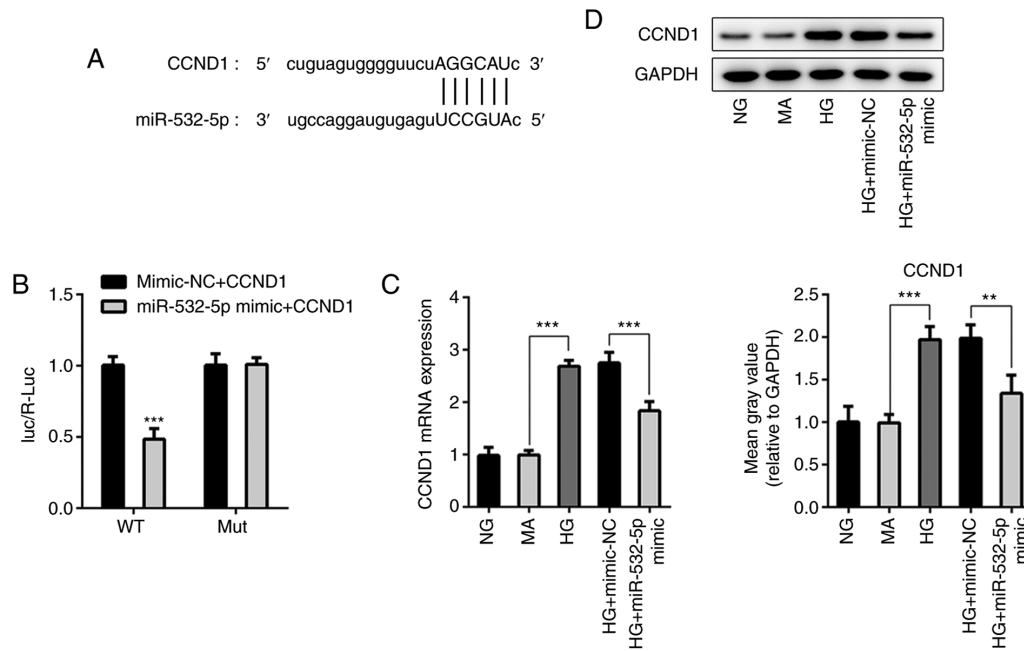 A
CCND1 : 5′ cuguagugggguucuAGGCAUc 3′
miR-532-5p : 3′ ugccaggaugugaguUCCGUAc 5′
D
CCND1
GAPDH
NG
MA
HG
HG+mimic-NC
HG+miR-532-5p
mimic
B
Mimic-NC+CCND1
miR-532-5p mimic+CCND1
luc/R-Luc
1.5
1.0
0.5
0.0
***
WT
Mut
C
CCND1 mRNA expression
4
3
2
1
0
***
***
NG
MA
HG
HG+mimic-NC
HG+miR-532-5p
mimic
CCND1
Mean gray value
(relative to GAPDH)
2.5
2.0
1.5
1.0
0.5
0.0
***
**
NG
MA
HG
HG+mimic-NC
HG+miR-532-5p
mimic